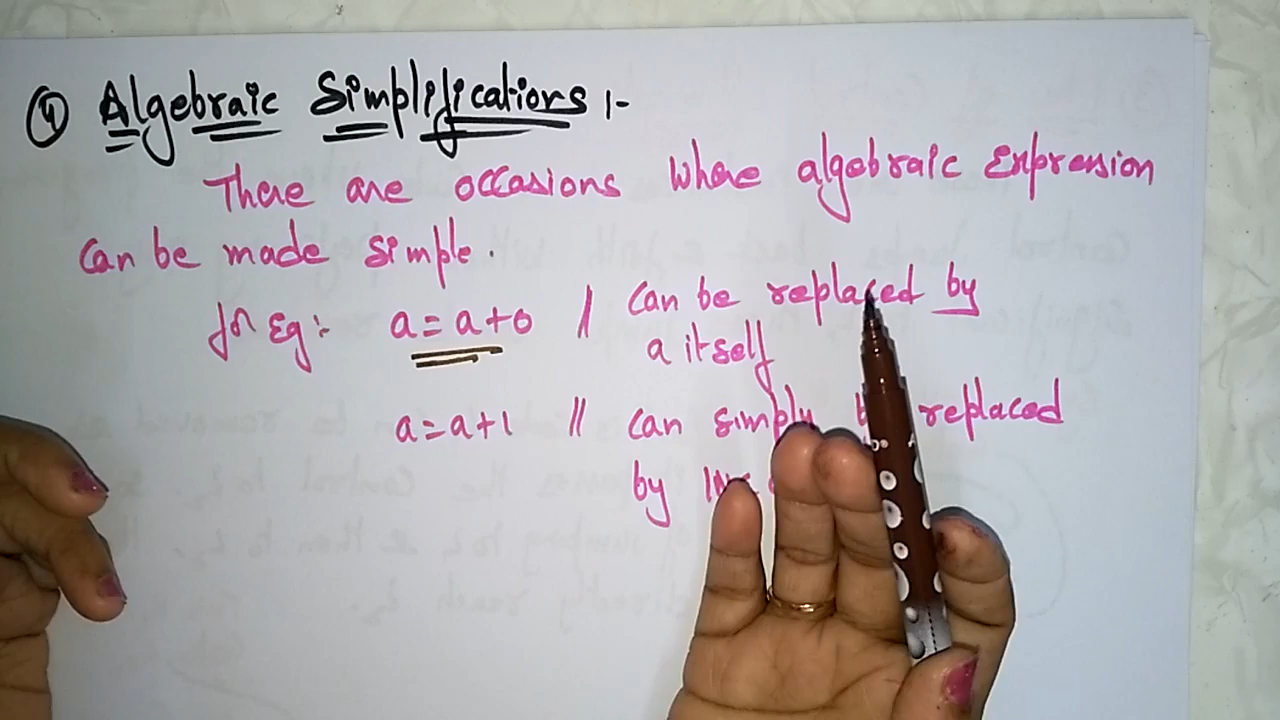 4 Algebraic Simplifications :-
There are occasions where algebraic Expression
can be made simple.
for Eg:- a = a+0 // can be replaced by
a itself
a = a+1 // can simply replaced
by INC